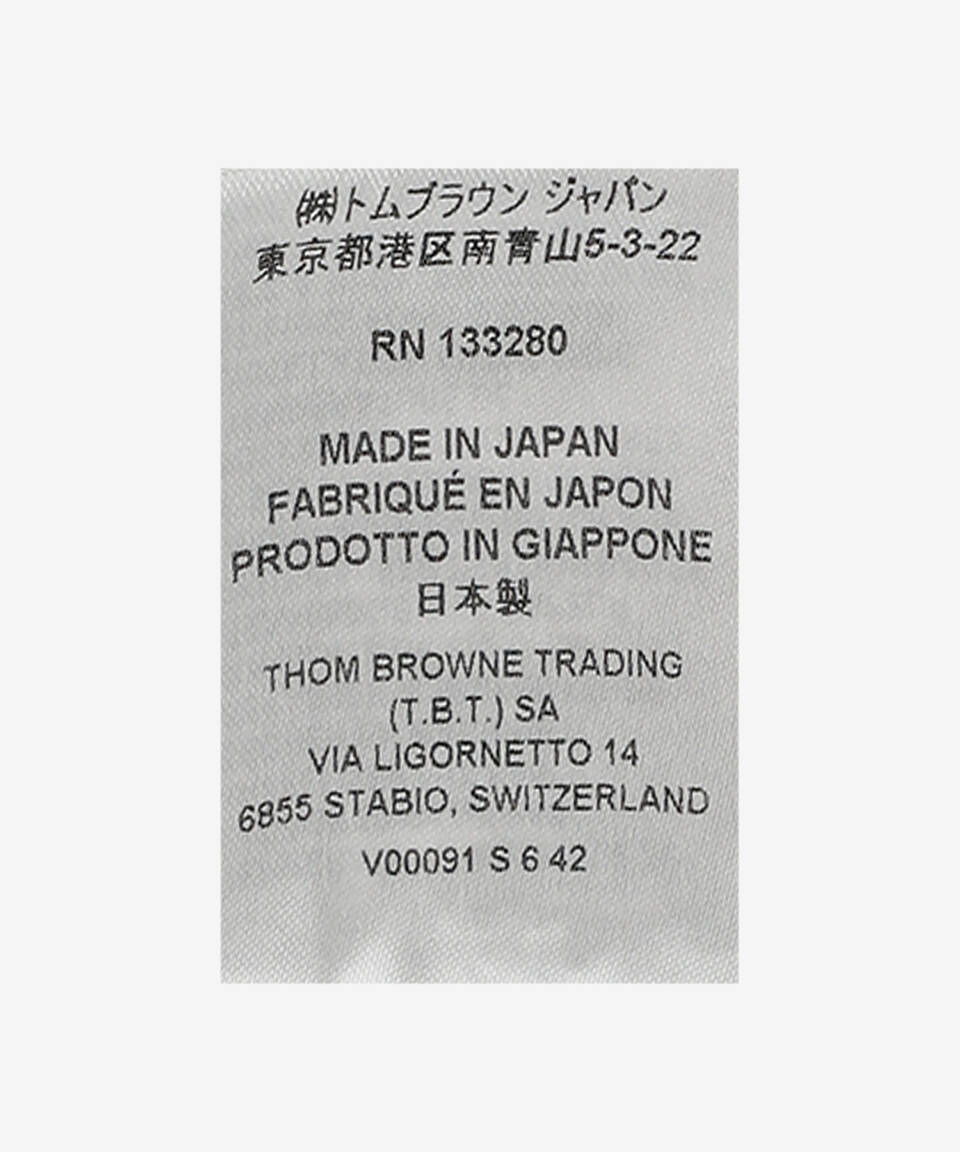 ㈱トムブラウン ジャパン
東京都港区南青山5-3-22
RN 133280
MADE IN JAPAN
FABRIQUÉ EN JAPON
PRODOTTO IN GIAPPONE
日本製
THOM BROWNE TRADING
(T.B.T.) SA
VIA LIGORNETTO 14
6855 STABIO, SWITZERLAND
V00091 S 6 42